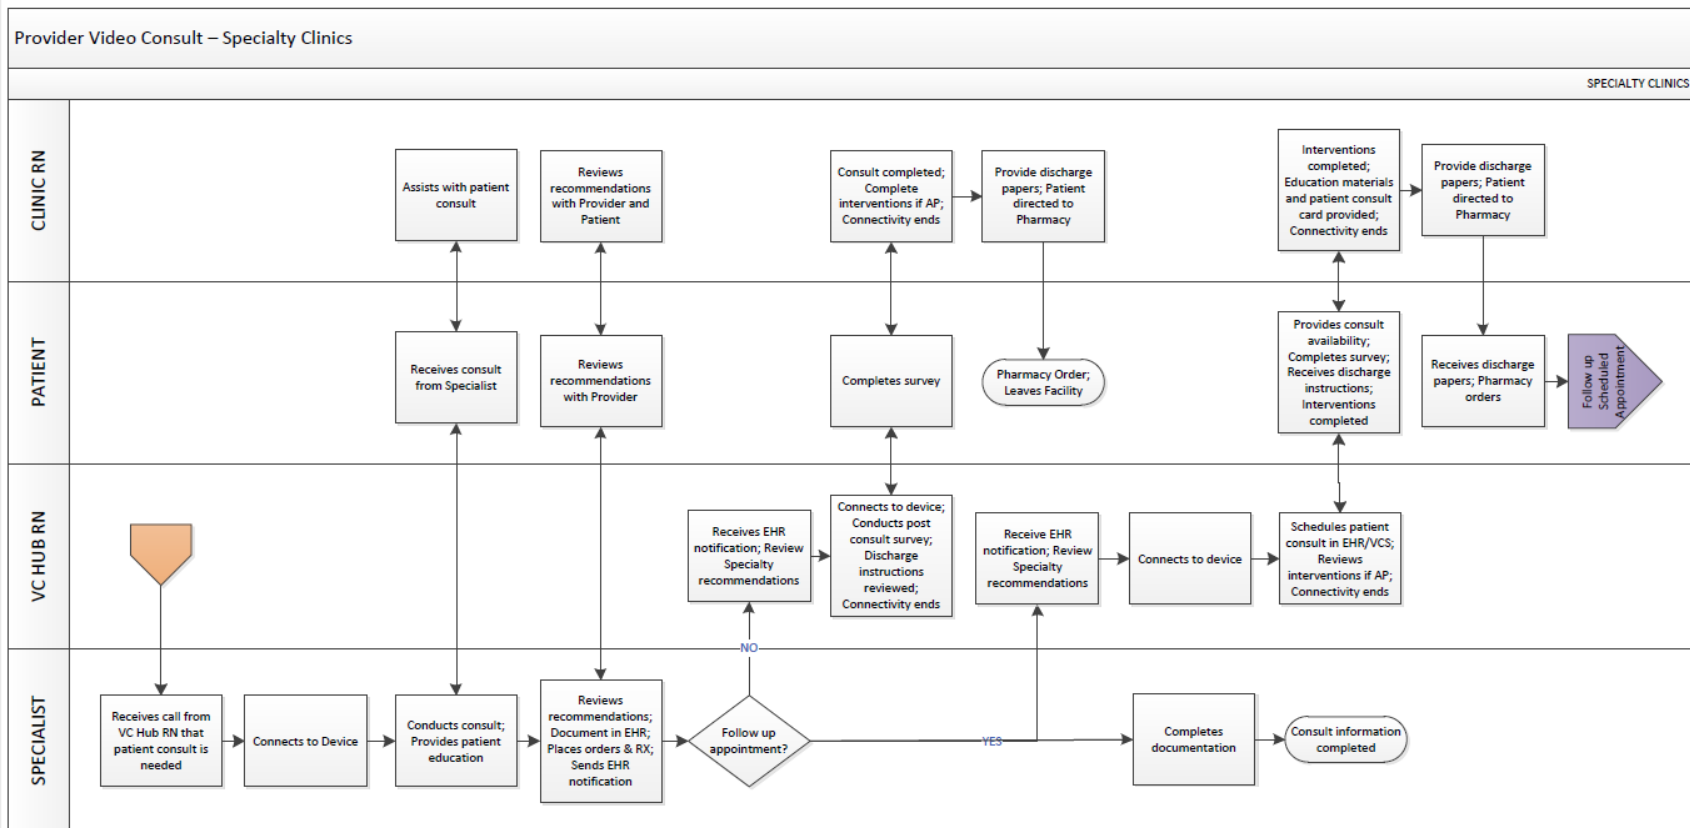 Provider Video Consult – Specialty Clinics
SPECIALTY CLINICS
CLINIC RN
Assists with patient
consult
Reviews
recommendations
with Provider and
Patient
Consult completed;
Complete
interventions if AP;
Connectivity ends
Provide discharge
papers; Patient
directed to
Pharmacy
Interventions
completed;
Education materials
and patient consult
card provided;
Connectivity ends
Provide discharge
papers; Patient
directed to
Pharmacy
PATIENT
Receives consult
from Specialist
Reviews
recommendations
with Provider
Completes survey
Pharmacy Order;
Leaves Facility
Provides consult
availability;
Completes survey;
Receives discharge
instructions;
Interventions
completed
Receives discharge
papers; Pharmacy
orders
Follow up
Scheduled
Appointment
VC HUB RN
Receives EHR
notification; Review
Specialty
recommendations
Connects to device;
Conducts post
consult survey;
Discharge
instructions
reviewed;
Connectivity ends
Receive EHR
notification; Review
Specialty
recommendations
Connects to device
Schedules patient
consult in EHR/VCS;
Reviews
interventions if AP;
Connectivity ends
NO
SPECIALIST
Receives call from
VC Hub RN that
patient consult is
needed
Connects to Device
Conducts consult;
Provides patient
education
Reviews
recommendations;
Document in EHR;
Places orders & RX;
Sends EHR
notification
Follow up
appointment?
YES
Completes
documentation
Consult information
completed